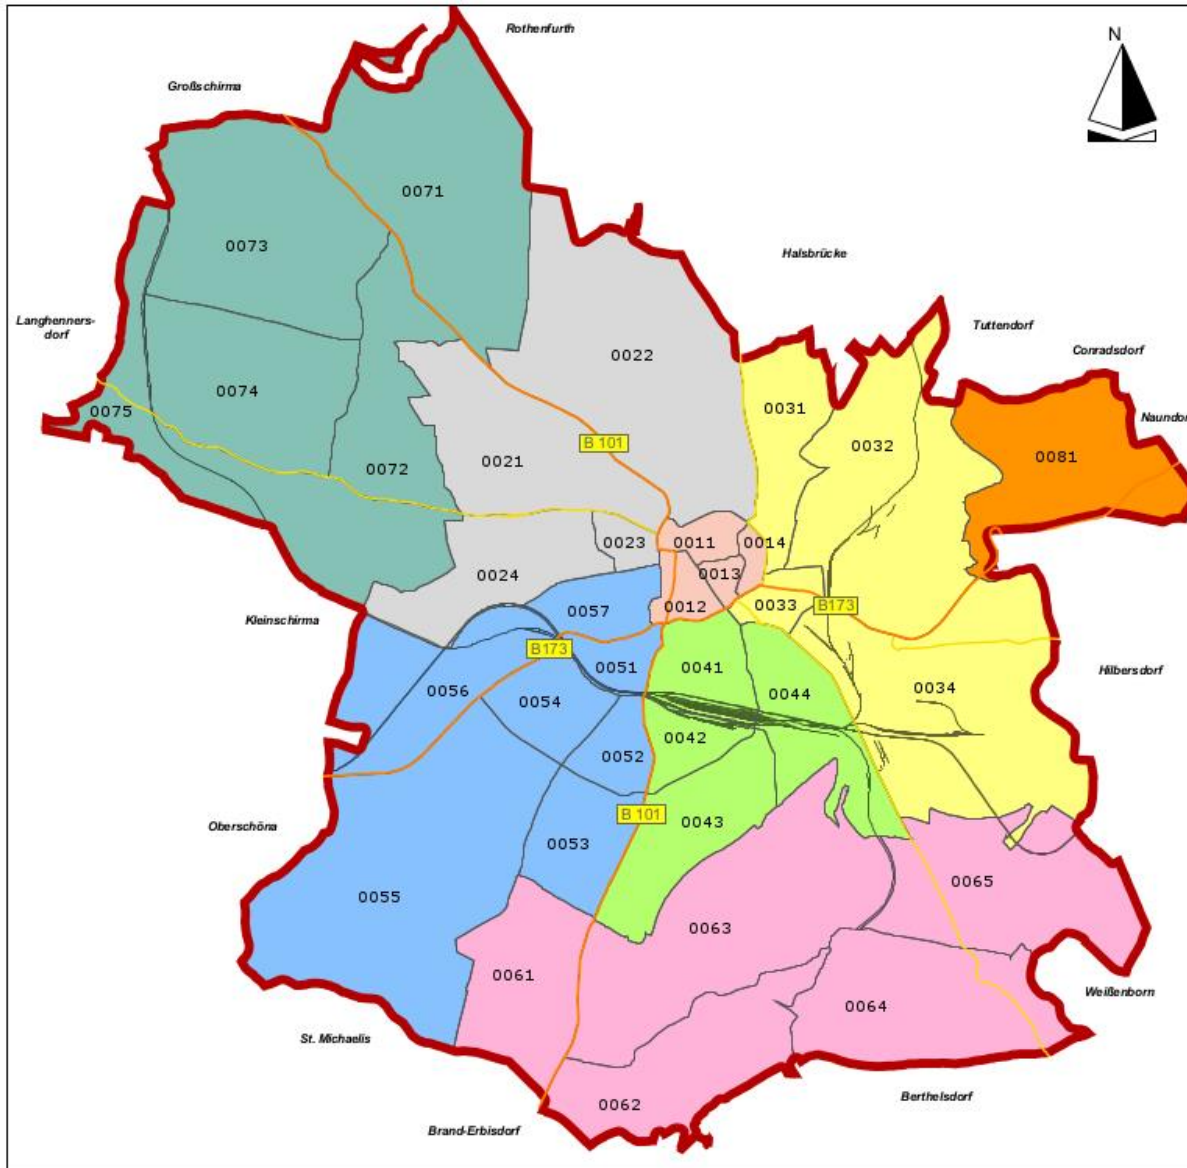 Rothenfurth
N
Großschirma
0071
0073
Halsbrücke
Langhenners-
dorf
Tuttendorf
Conradsdorf
0022
0074
0075
0031
Naundor
B 101
0032
0081
0021
0072
0023
0011
0014
0024
0013
0057
0012
0033
B173
Kleinschirma
B173
0051
0041
Hilbersdorf
0056
0054
0044
0034
0052
0042
B 101
0043
Oberschöna
0053
0065
0055
0063
0061
Weißenborn
0064
St. Michaelis
Berthelsdorf
0062
Brand-Erbisdorf